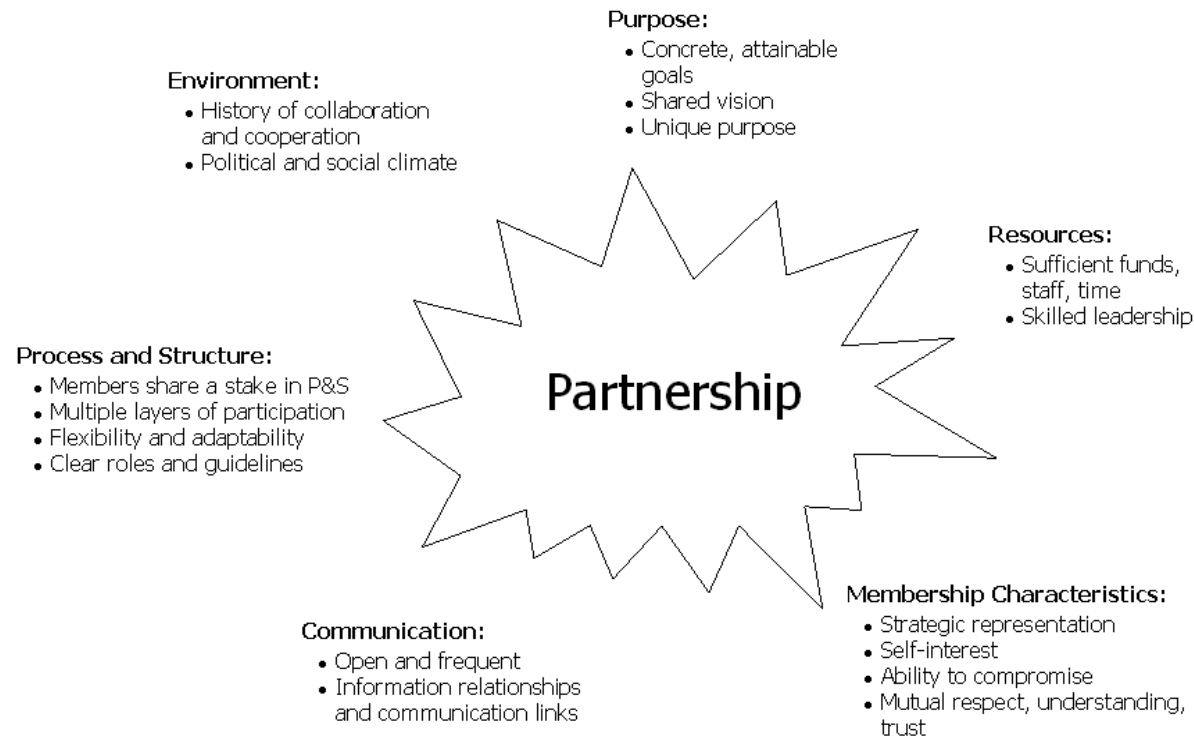 Purpose:
• Concrete, attainable
goals
• Shared vision
• Unique purpose
Environment:
• History of collaboration
and cooperation
• Political and social climate
Resources:
• Sufficient funds,
staff, time
• Skilled leadership
Process and Structure:
• Members share a stake in P&S
• Multiple layers of participation
• Flexibility and adaptability
• Clear roles and guidelines
Partnership
Communication:
• Open and frequent
• Information relationships
and communication links
Membership Characteristics:
• Strategic representation
• Self-interest
• Ability to compromise
• Mutual respect, understanding,
trust